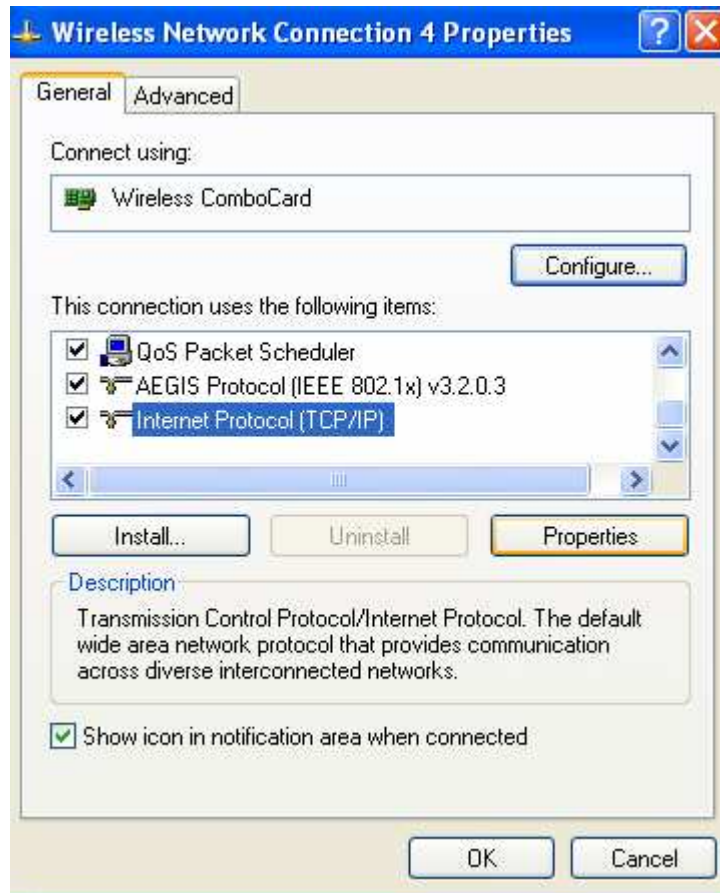 Wireless Network Connection 4 Properties
General
Advanced
Connect using:
Wireless ComboCard
Configure...
This connection uses the following items:
QoS Packet Scheduler
AEGIS Protocol (IEEE 802.1x) v3.2.0.3
Internet Protocol (TCP/IP)
Install...
Uninstall
Properties
Description
Transmission Control Protocol/Internet Protocol. The default
wide area network protocol that provides communication
across diverse interconnected networks.
Show icon in notification area when connected
OK
Cancel